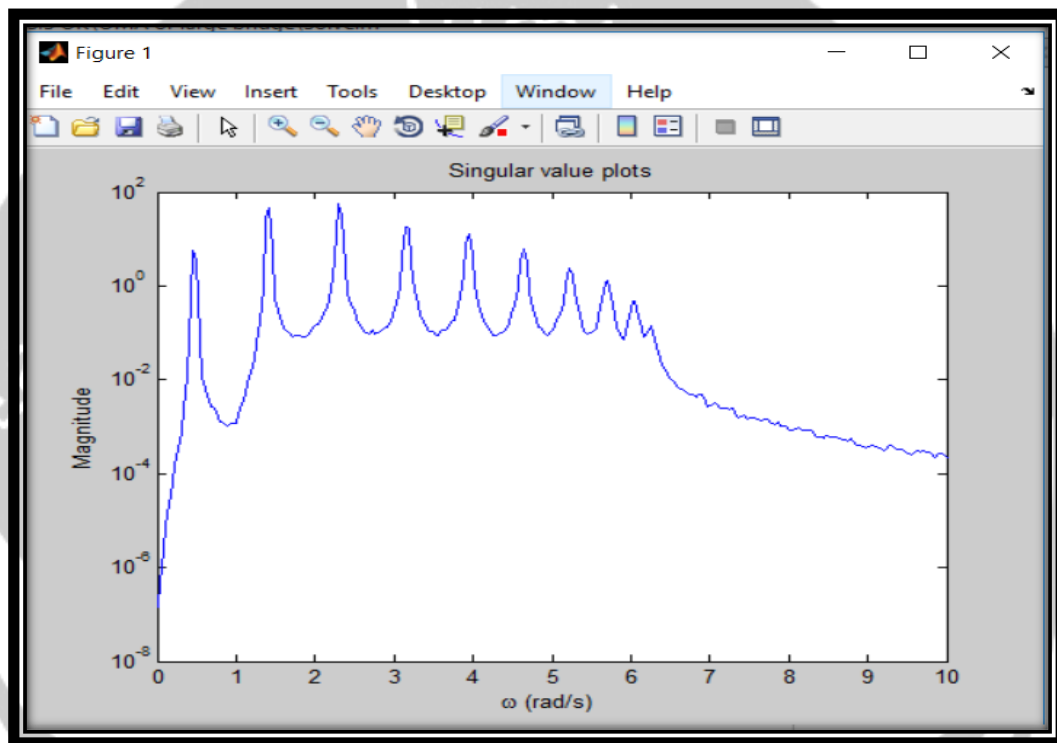 Figure 1
File Edit View Insert Tools Desktop Window Help
Singular value plots
10^2
10^0
10^-2
10^-4
10^-6
10^-8
Magnitude
0 1 2 3 4 5 6 7 8 9 10
ω (rad/s)